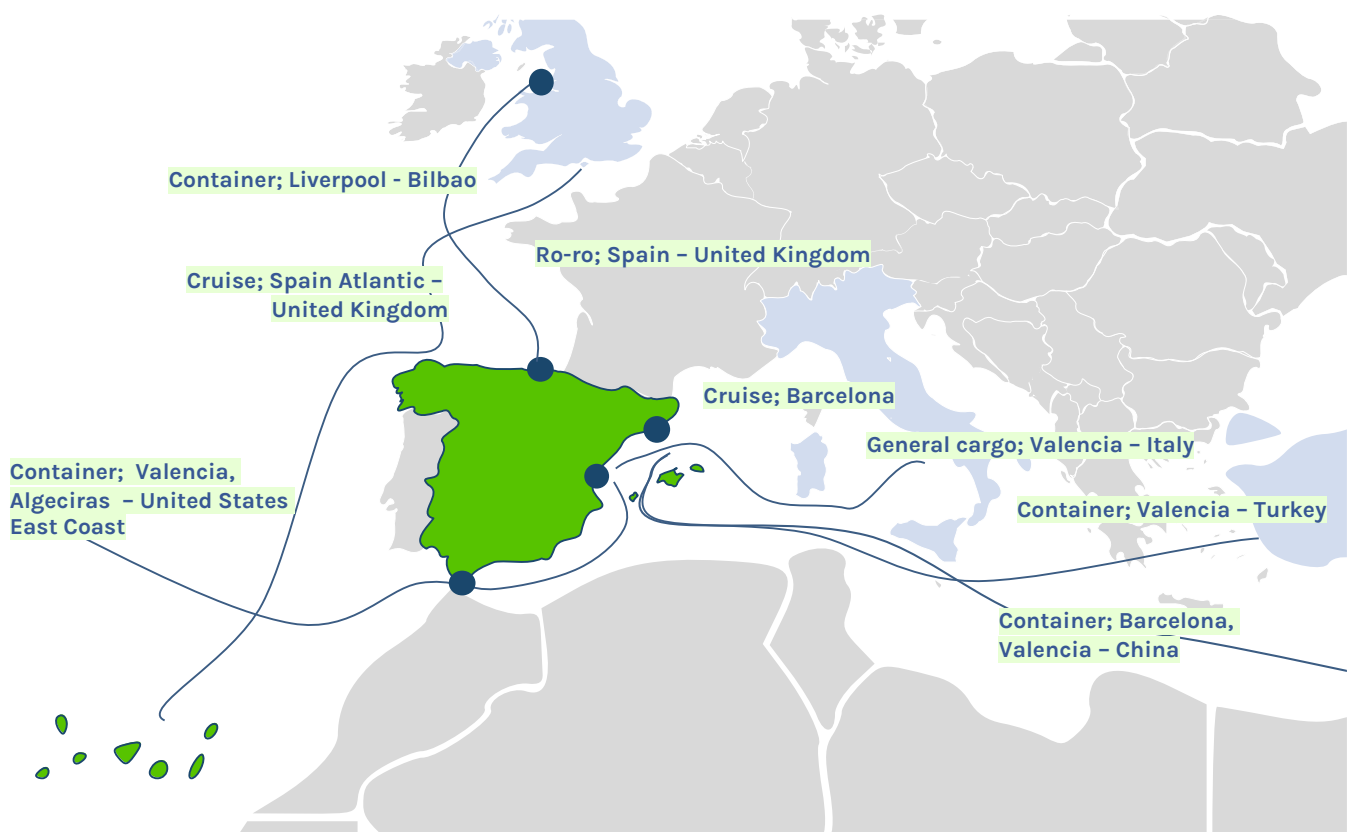 Container; Liverpool - Bilbao
Ro-ro; Spain – United Kingdom
Cruise; Spain Atlantic –
United Kingdom
Cruise; Barcelona
General cargo; Valencia – Italy
Container;  Valencia,
Algeciras  – United States
East Coast
Container; Valencia – Turkey
Container; Barcelona,
Valencia – China